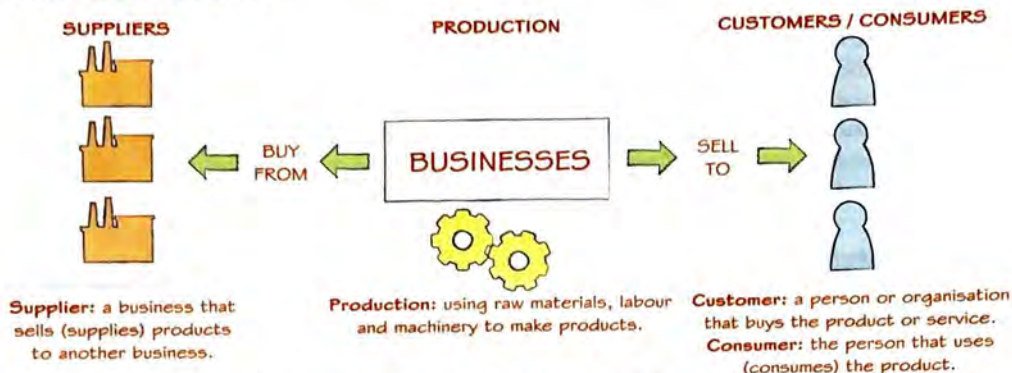 SUPPLIERS
PRODUCTION
CUSTOMERS / CONSUMERS
BUY
FROM
BUSINESSES
SELL
TO
Supplier: a business that
sells (supplies) products
to another business.
Production: using raw materials, labour
and machinery to make products.
Customer: a person or organisation
that buys the product or service.
Consumer: the person that uses
(consumes) the product.